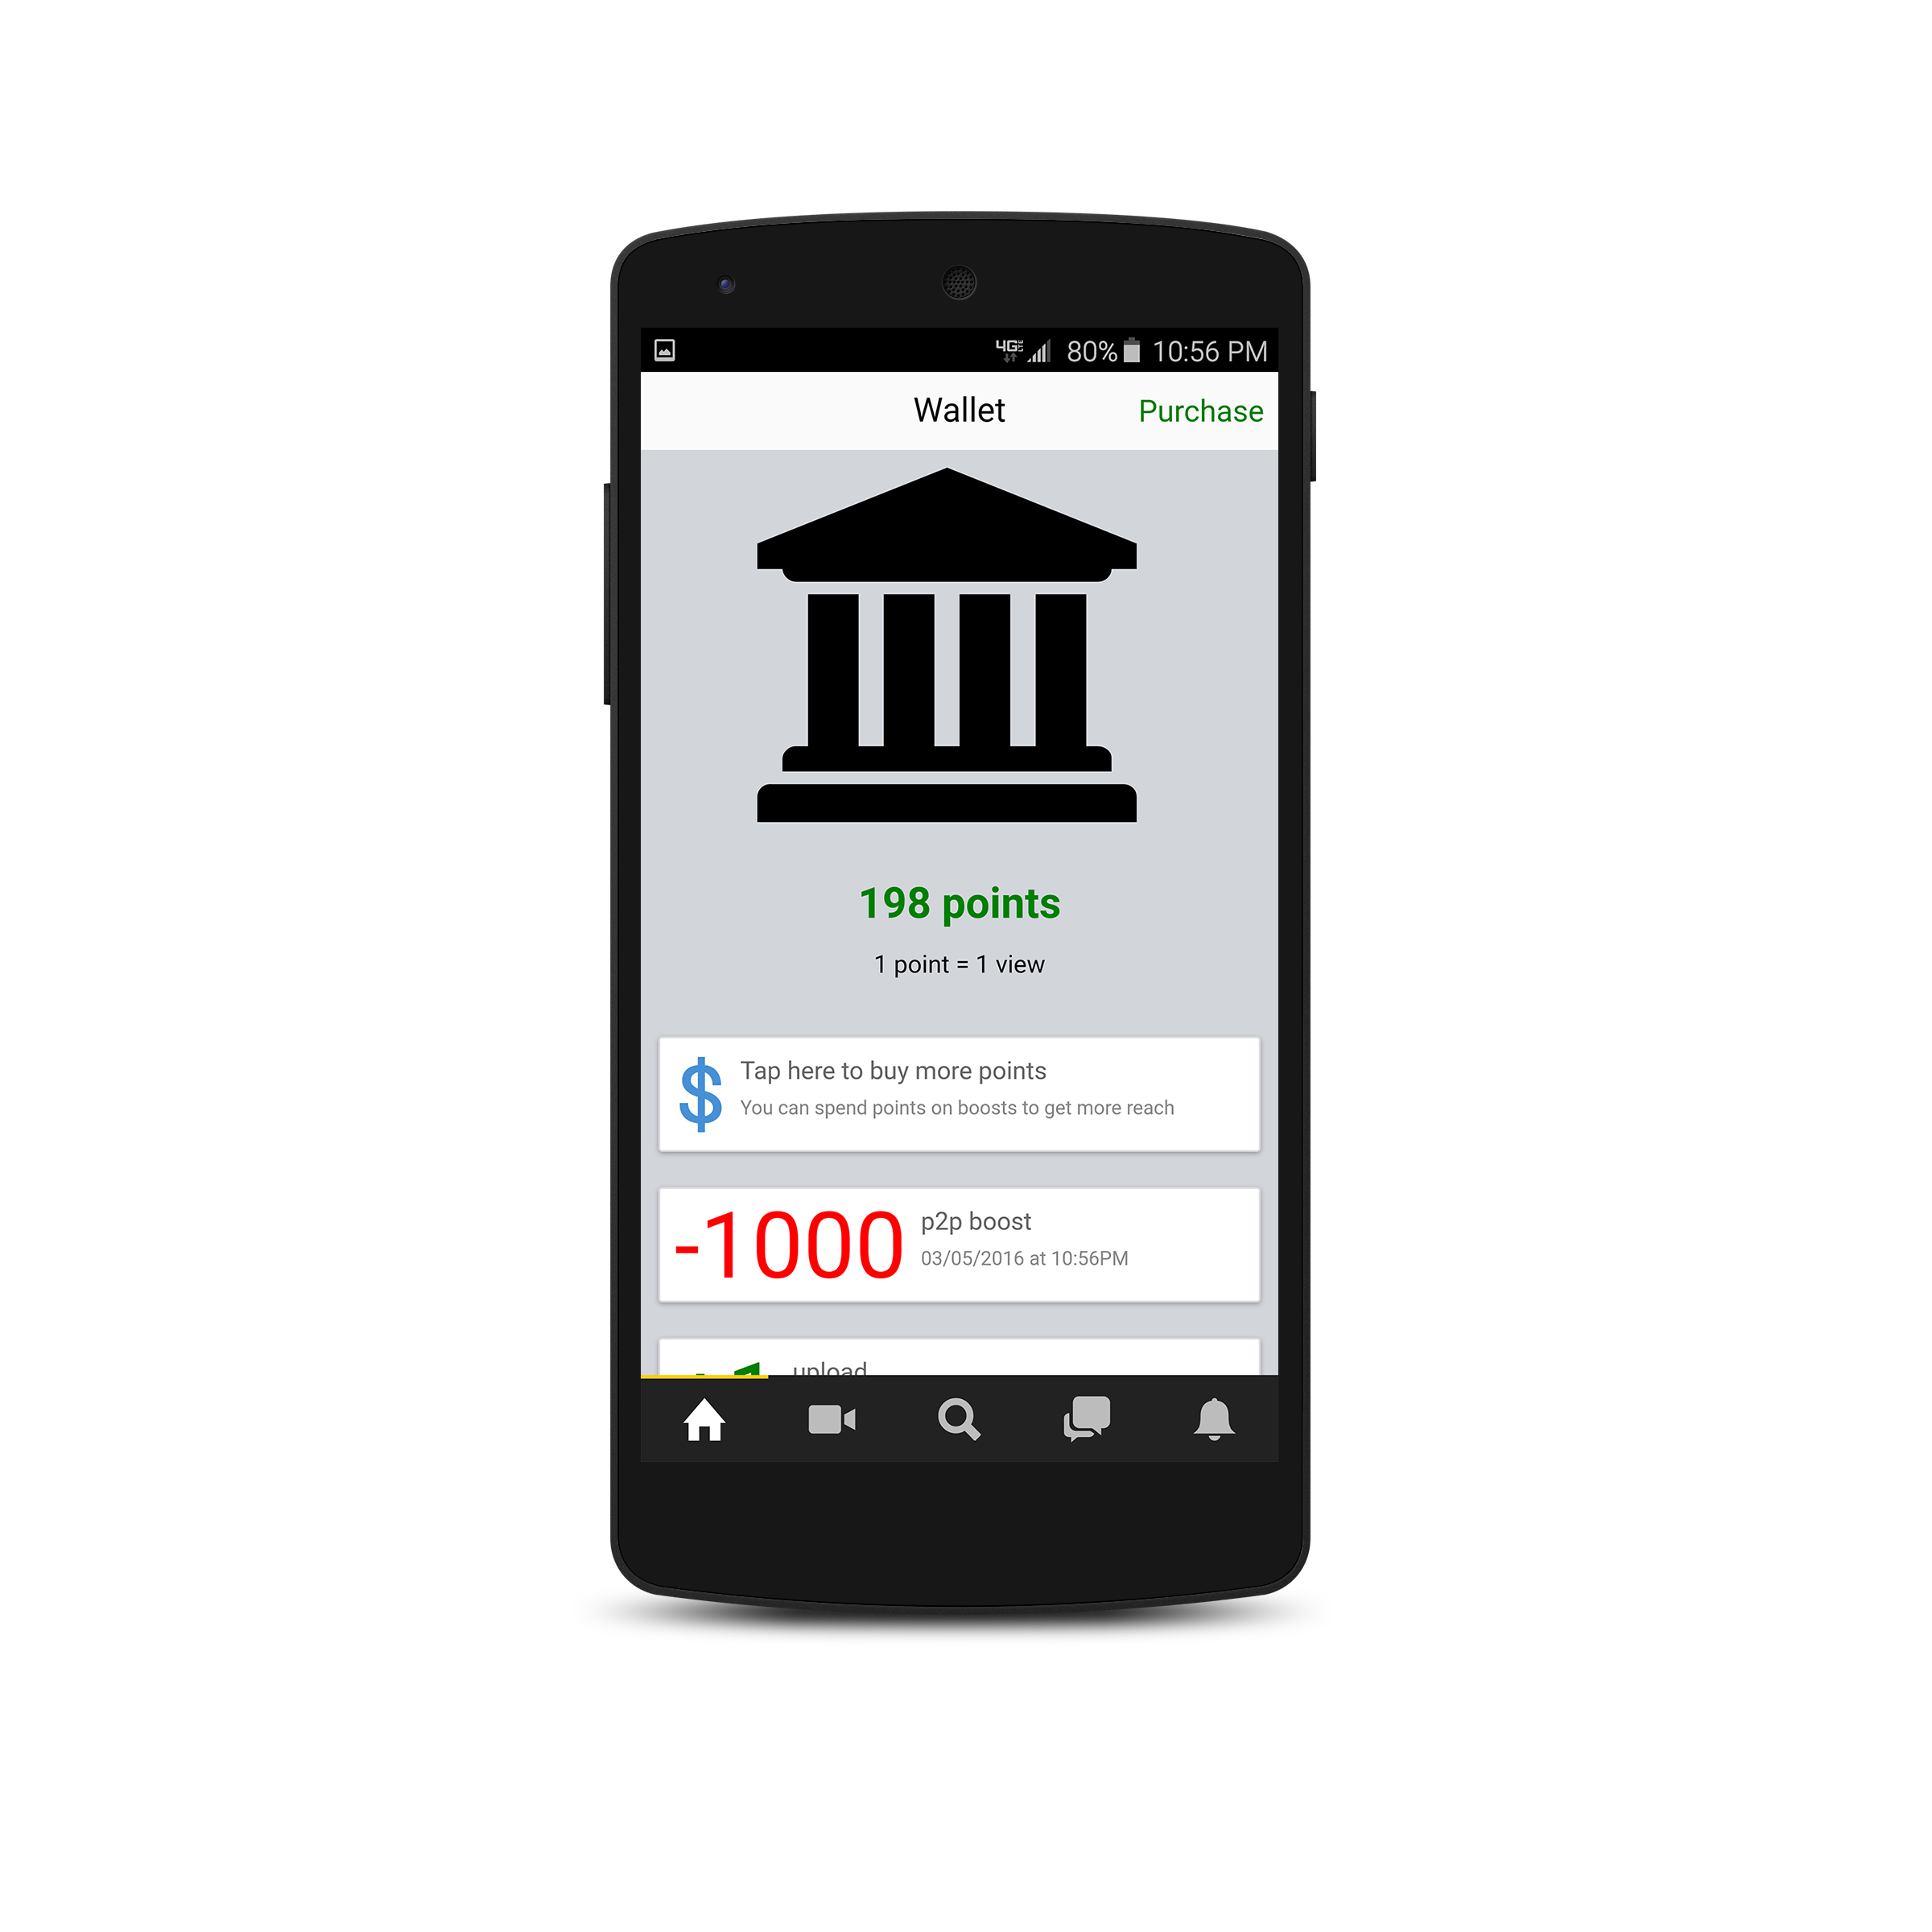 4G LTE 80% 10:56 PM
Wallet Purchase
198 points
1 point = 1 view
$ Tap here to buy more points
You can spend points on boosts to get more reach
-1000 p2p boost
03/05/2016 at 10:56PM
upload